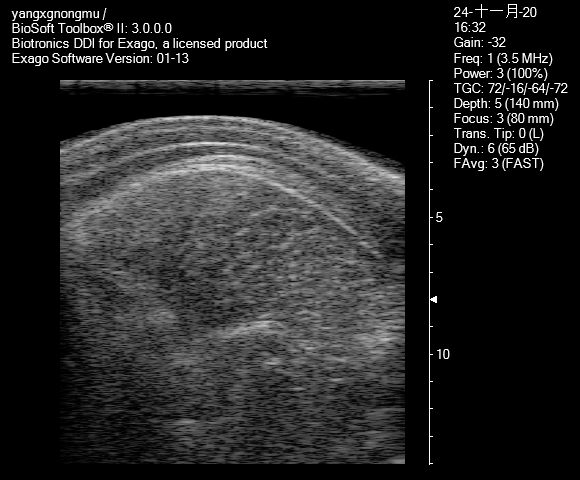 yangxgnongmu /
BioSoft Toolbox® II: 3.0.0.0
Biotronics DDI for Exago, a licensed product
Exago Software Version: 01-13
24-十一月-20
16:32
Gain: -32
Freq: 1 (3.5 MHz)
Power: 3 (100%)
TGC: 72/-16/-64/-72
Depth: 5 (140 mm)
Focus: 3 (80 mm)
Trans. Tip: 0 (L)
Dyn.: 6 (65 dB)
FAvg: 3 (FAST)
5
10